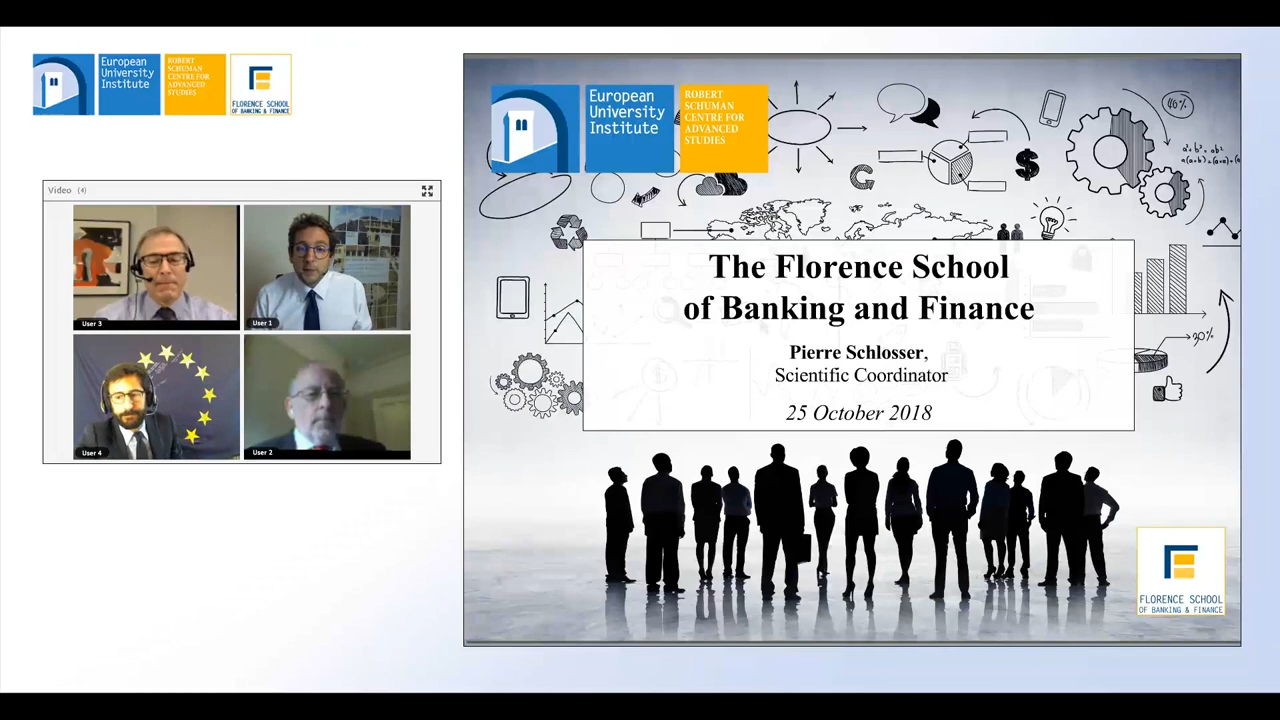 European
University
Institute
ROBERT
SCHUMAN
CENTRE FOR
ADVANCED
STUDIES
FLORENCE SCHOOL
OF BANKING & FINANCE
Video (4)
User 3
User 1
User 4
User 2
European
University
Institute
ROBERT
SCHUMAN
CENTRE FOR
ADVANCED
STUDIES
40%
The Florence School
of Banking and Finance
Pierre Schlosser,
Scientific Coordinator
25 October 2018
30%
FLORENCE SCHOOL
OF BANKING & FINANCE